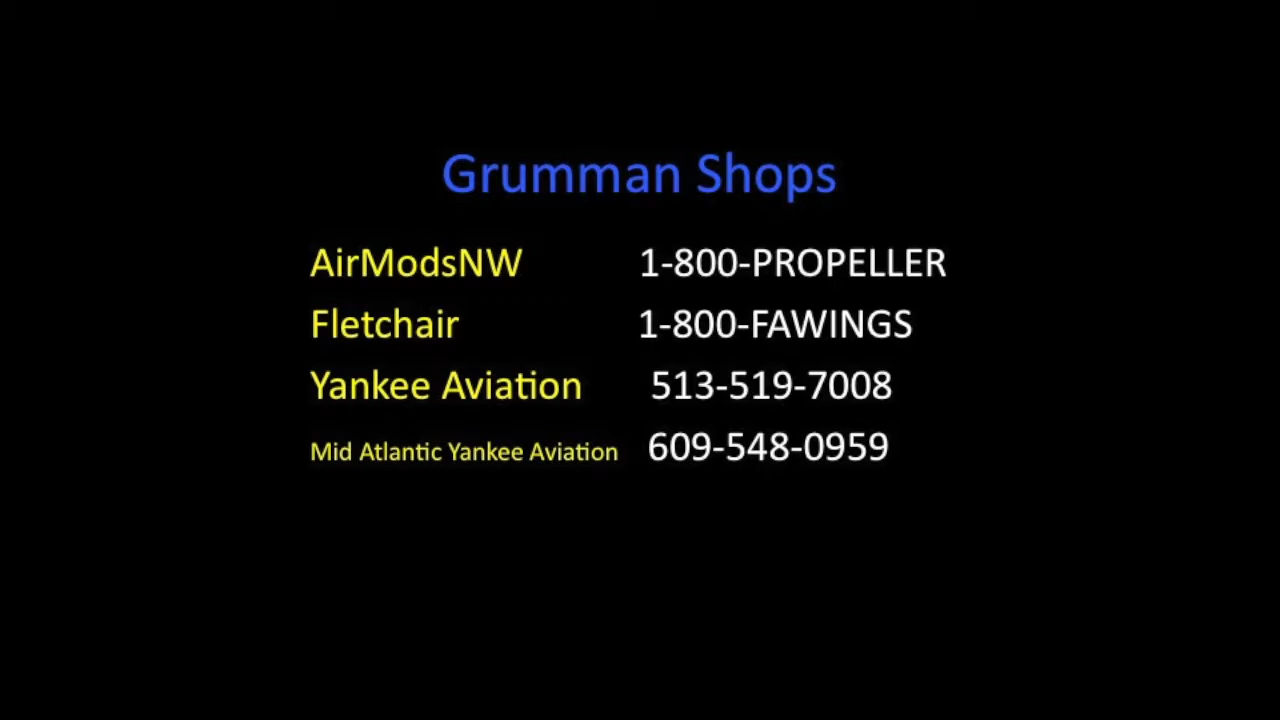 Grumman Shops
AirModsNW 1-800-PROPELLER
Fletchair 1-800-FAWINGS
Yankee Aviation 513-519-7008
Mid Atlantic Yankee Aviation 609-548-0959